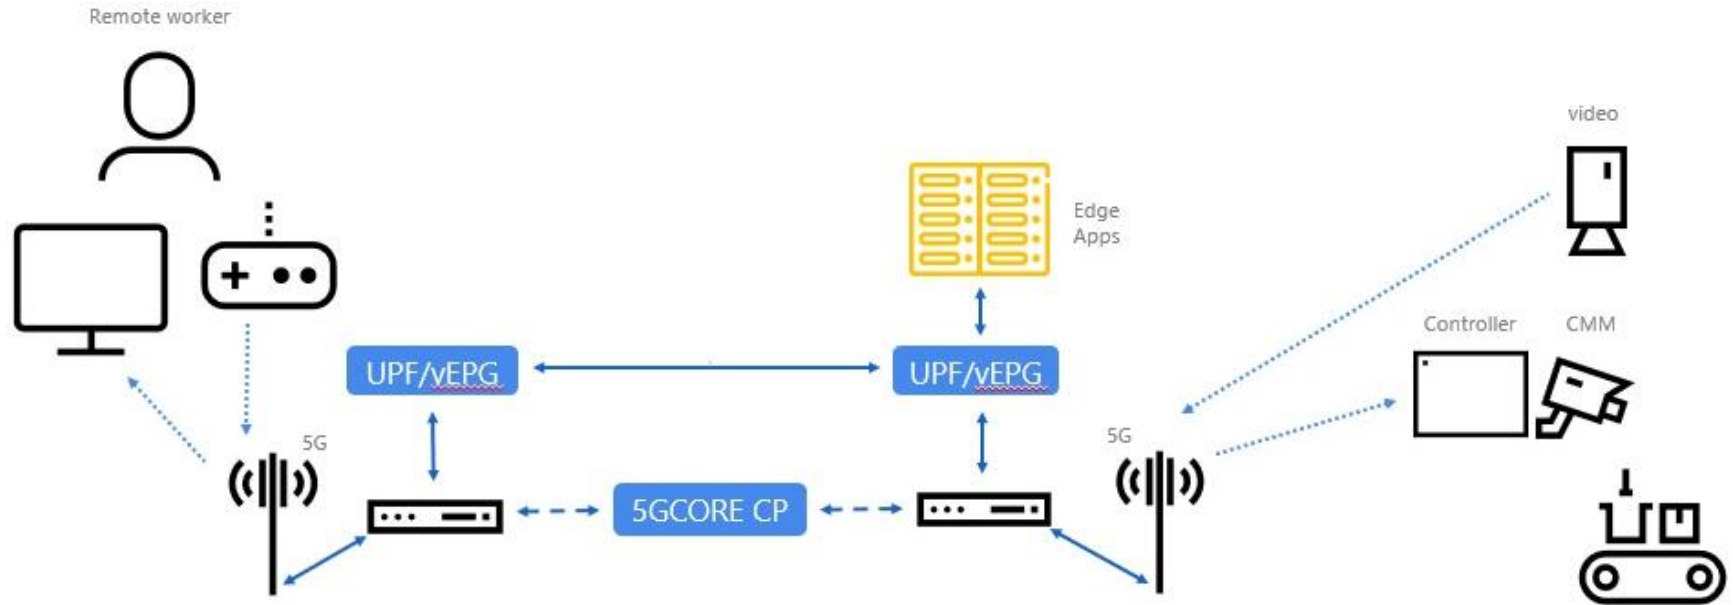 Remote worker
video
Edge
Apps
Controller
CMM
UPF/vEPG
UPF/vEPG
5G
5G
5GCORE CP